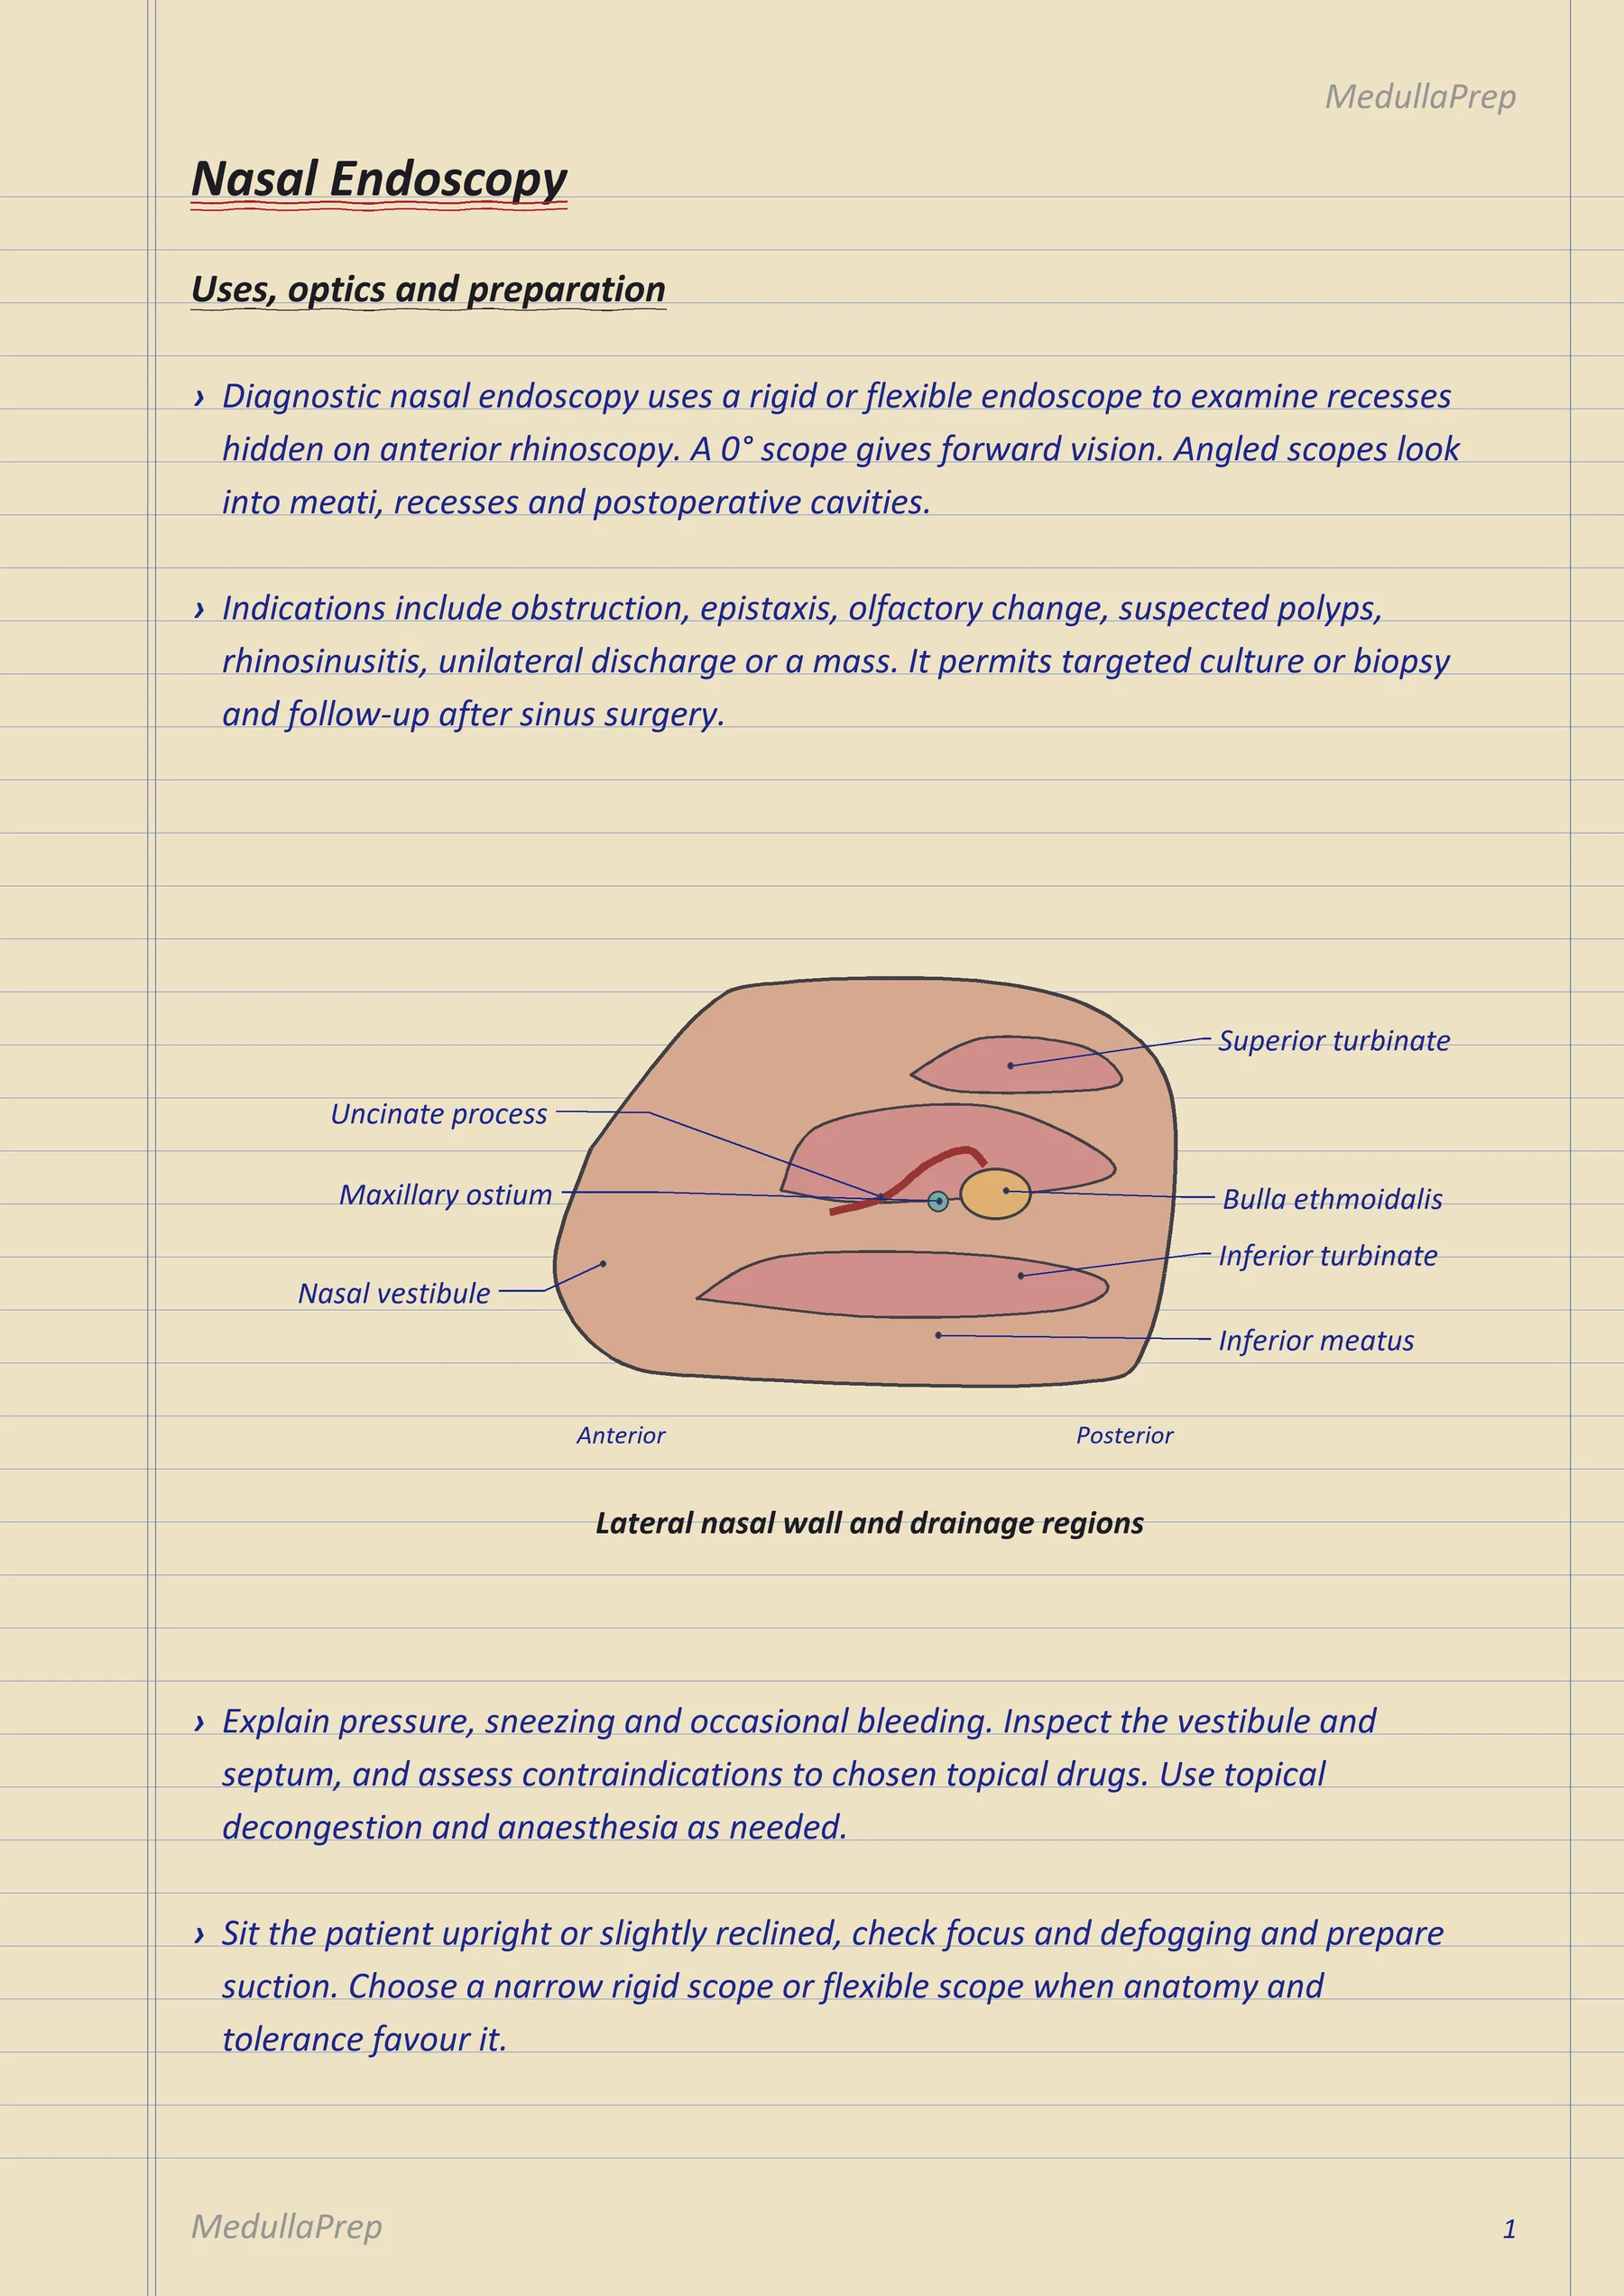 MedullaPrep
Nasal Endoscopy
Uses, optics and preparation
› Diagnostic nasal endoscopy uses a rigid or flexible endoscope to examine recesses
hidden on anterior rhinoscopy. A 0° scope gives forward vision. Angled scopes look
into meati, recesses and postoperative cavities.
› Indications include obstruction, epistaxis, olfactory change, suspected polyps,
rhinosinusitis, unilateral discharge or a mass. It permits targeted culture or biopsy
and follow-up after sinus surgery.
Superior turbinate
Uncinate process
Maxillary ostium
Bulla ethmoidalis
Inferior turbinate
Nasal vestibule
Inferior meatus
Anterior
Posterior
Lateral nasal wall and drainage regions
› Explain pressure, sneezing and occasional bleeding. Inspect the vestibule and
septum, and assess contraindications to chosen topical drugs. Use topical
decongestion and anaesthesia as needed.
› Sit the patient upright or slightly reclined, check focus and defogging and prepare
suction. Choose a narrow rigid scope or flexible scope when anatomy and
tolerance favour it.
MedullaPrep
1